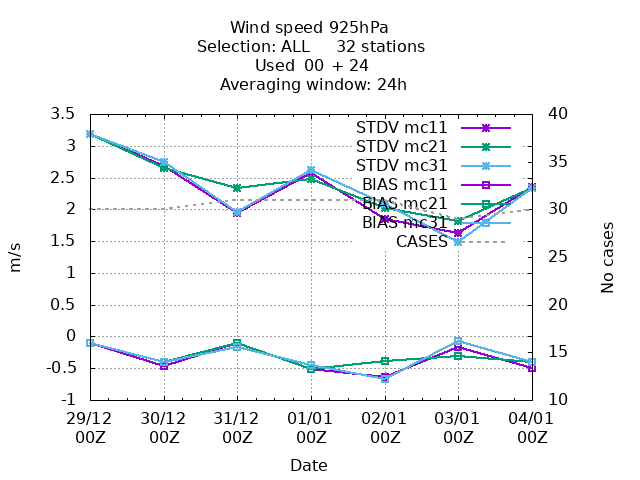 Wind speed 925hPa
Selection: ALL 32 stations
Used 00 + 24
Averaging window: 24h
3.5
3
2.5
2
1.5
1
0.5
0
-0.5
-1
m/s
40
35
30
25
20
15
10
No cases
STDV mc11
STDV mc21
STDV mc31
BIAS mc11
BIAS mc21
BIAS mc31
CASES
29/12 30/12 31/12 01/01 02/01 03/01 04/01
00Z 00Z 00Z 00Z 00Z 00Z 00Z
Date